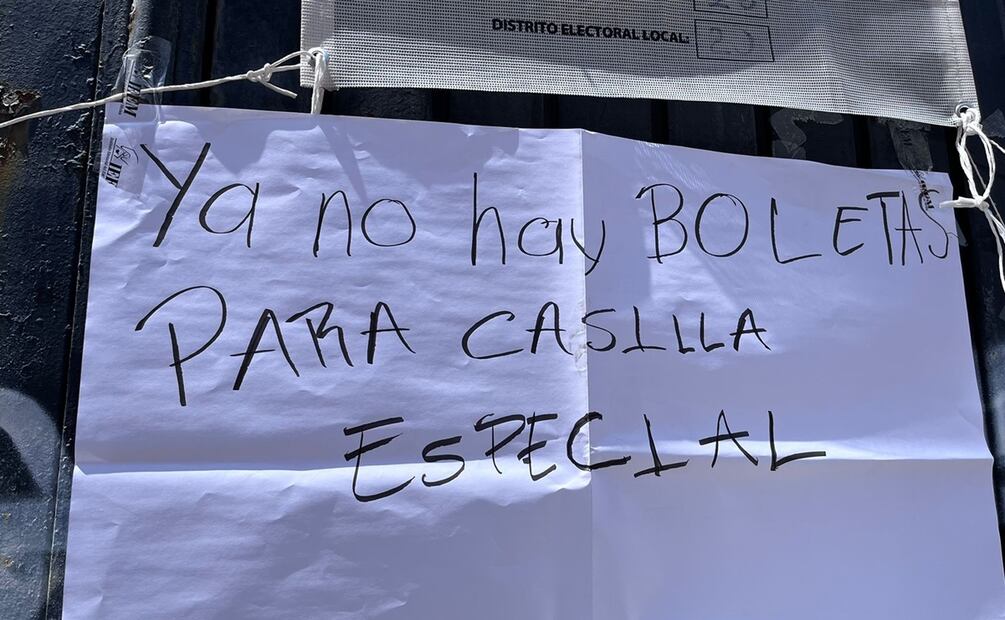 DISTRITO ELECTORAL LOCAL:
Ya no hay BOLETAS
PARA CASILLA
ESPECIAL